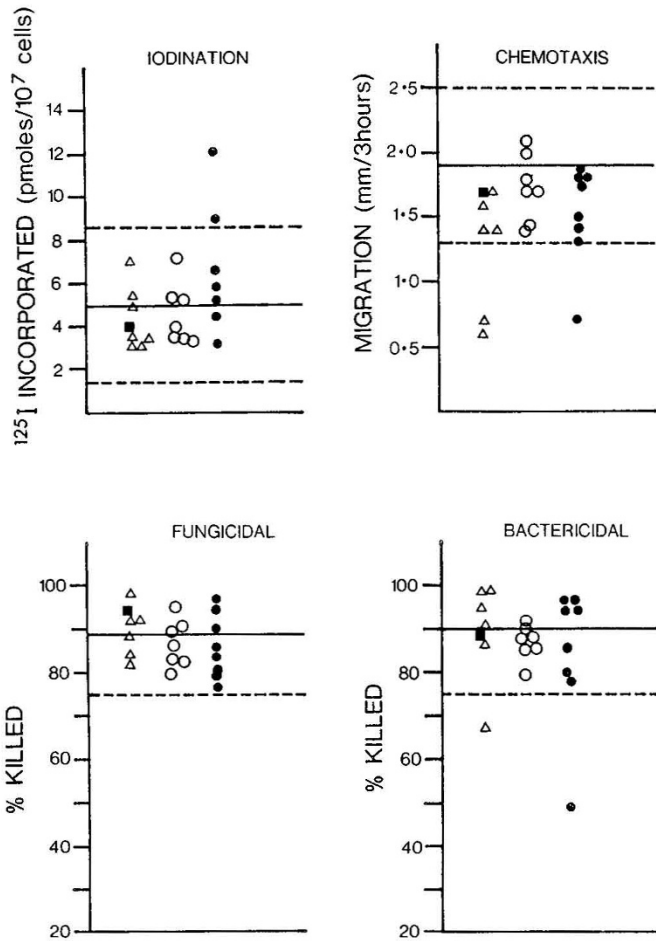 IODINATION
¹²⁵I INCORPORATED (pmoles/10⁷ cells)
14
12
10
8
6
4
2
CHEMOTAXIS
MIGRATION (mm/3hours)
2·5
2·0
1·5
1·0
0·5
FUNGICIDAL
% KILLED
100
80
60
40
20
BACTERICIDAL
% KILLED
100
80
60
40
20